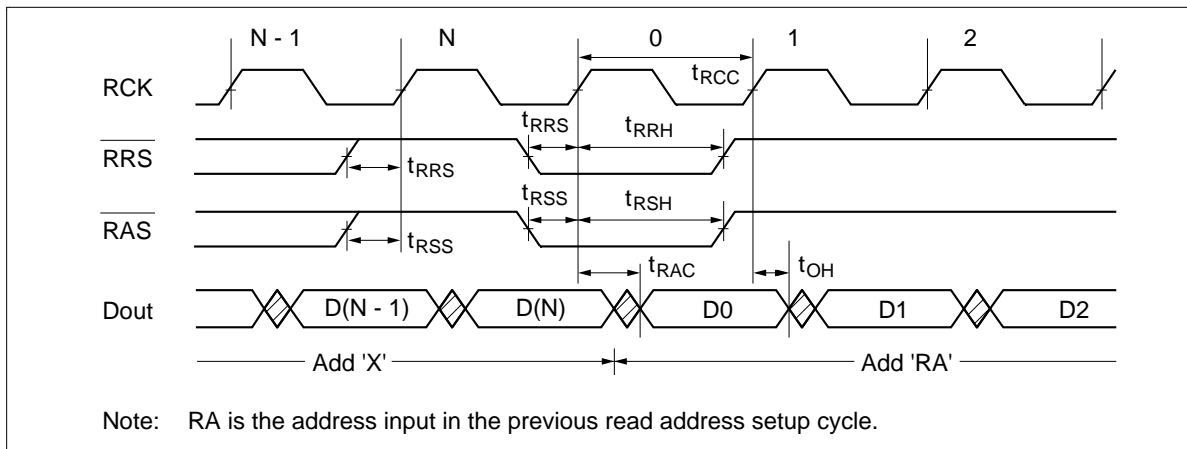 N - 1 N 0 1 2
RCK
tRCC
tRRS tRRH
RRS
tRRS
tRSS tRSH
RAS
tRSS
tRAC tOH
Dout D(N - 1) D(N) D0 D1 D2
Add 'X' Add 'RA'
Note: RA is the address input in the previous read address setup cycle.